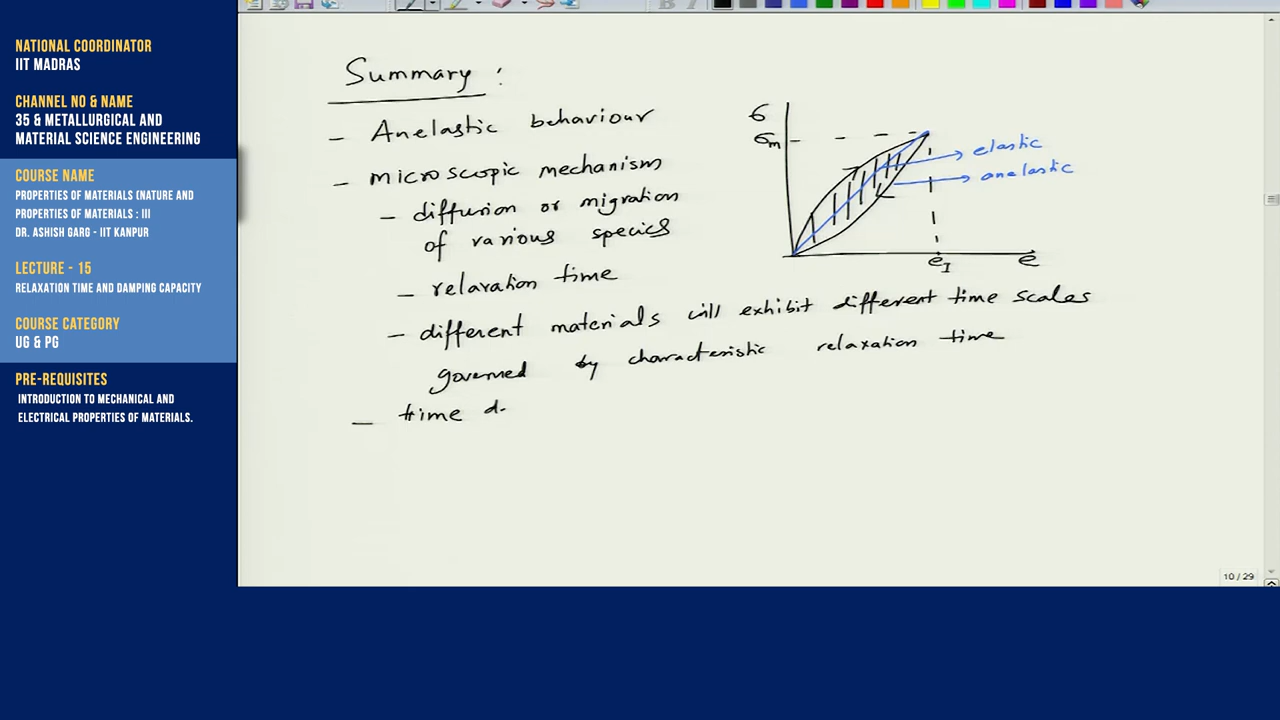 NATIONAL COORDINATOR
IIT MADRAS
CHANNEL NO & NAME
35 & METALLURGICAL AND
MATERIAL SCIENCE ENGINEERING
COURSE NAME
PROPERTIES OF MATERIALS (NATURE AND
PROPERTIES OF MATERIALS : III
DR. ASHISH GARG - IIT KANPUR
LECTURE - 15
RELAXATION TIME AND DAMPING CAPACITY
COURSE CATEGORY
UG & PG
PRE-REQUISITES
INTRODUCTION TO MECHANICAL AND
ELECTRICAL PROPERTIES OF MATERIALS.
Summary :
- Anelastic behaviour
- microscopic mechanism
- diffusion or migration
of various species
- relaxation time
- different materials will exhibit different time scales
governed by characteristic relaxation time
- time d.
σ
σm
elastic
anelastic
eI
e
10 / 29